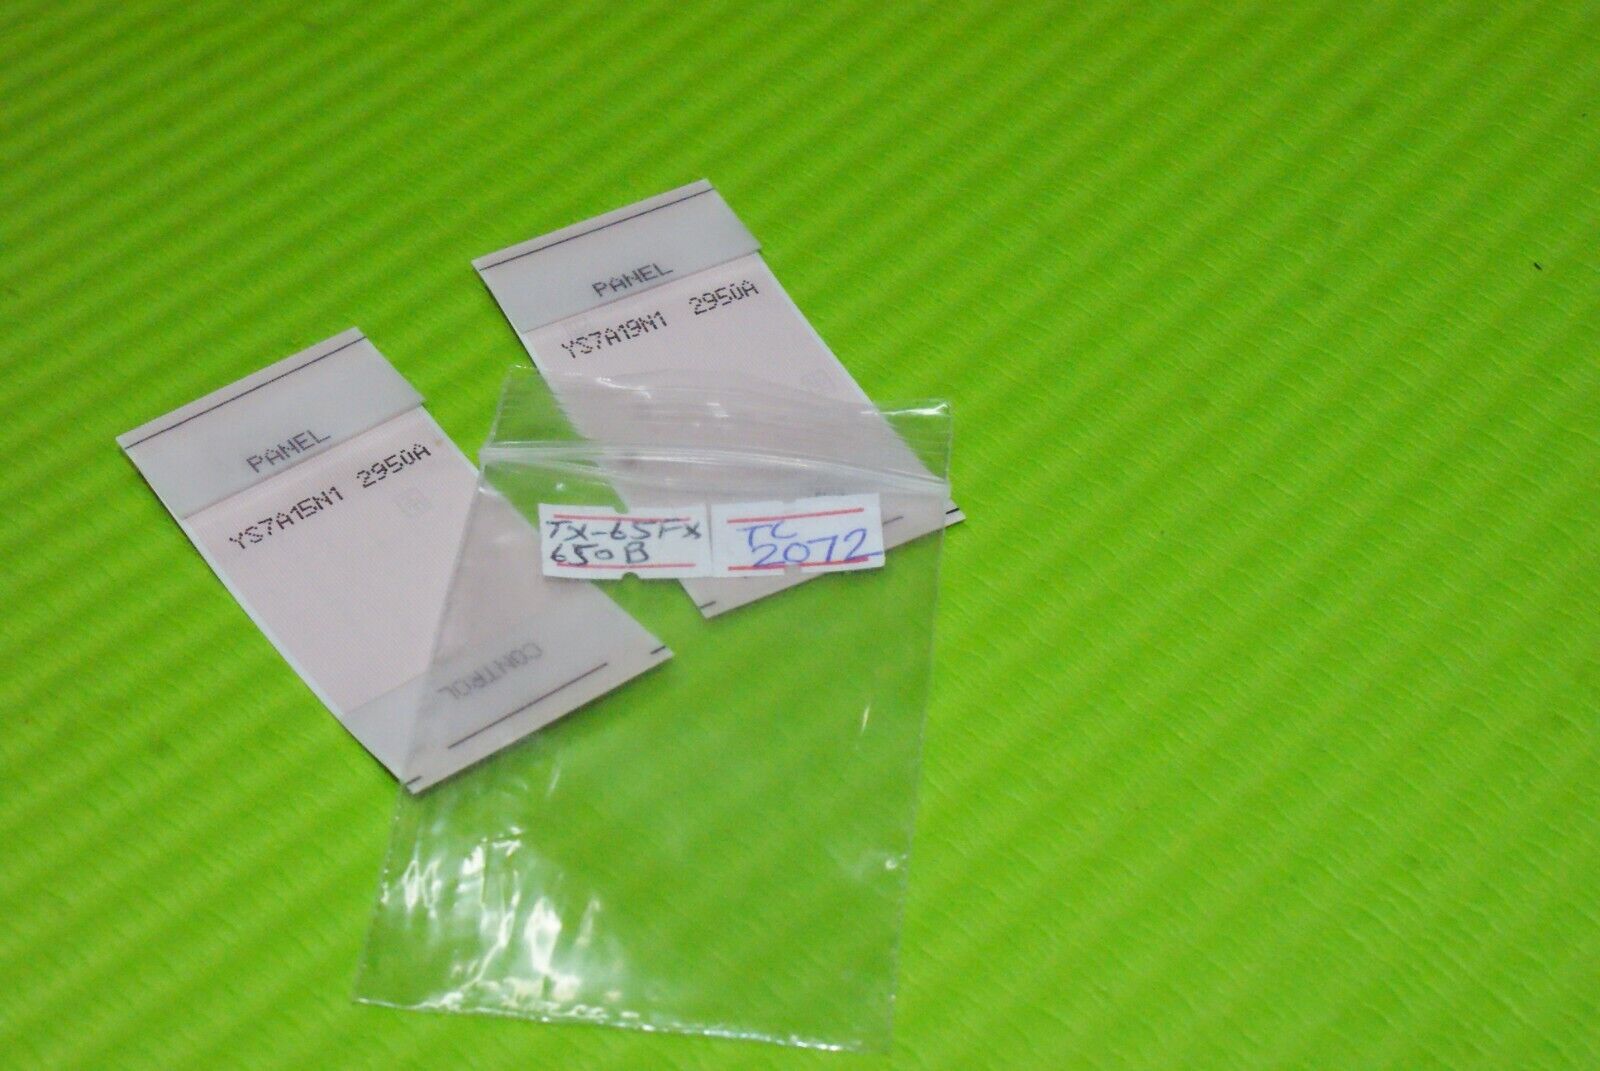 PANEL
YS7A19N1 2950A
PANEL
YS7A15N1 2950A
TX-65FX
650B
TC
2072
CONTROL